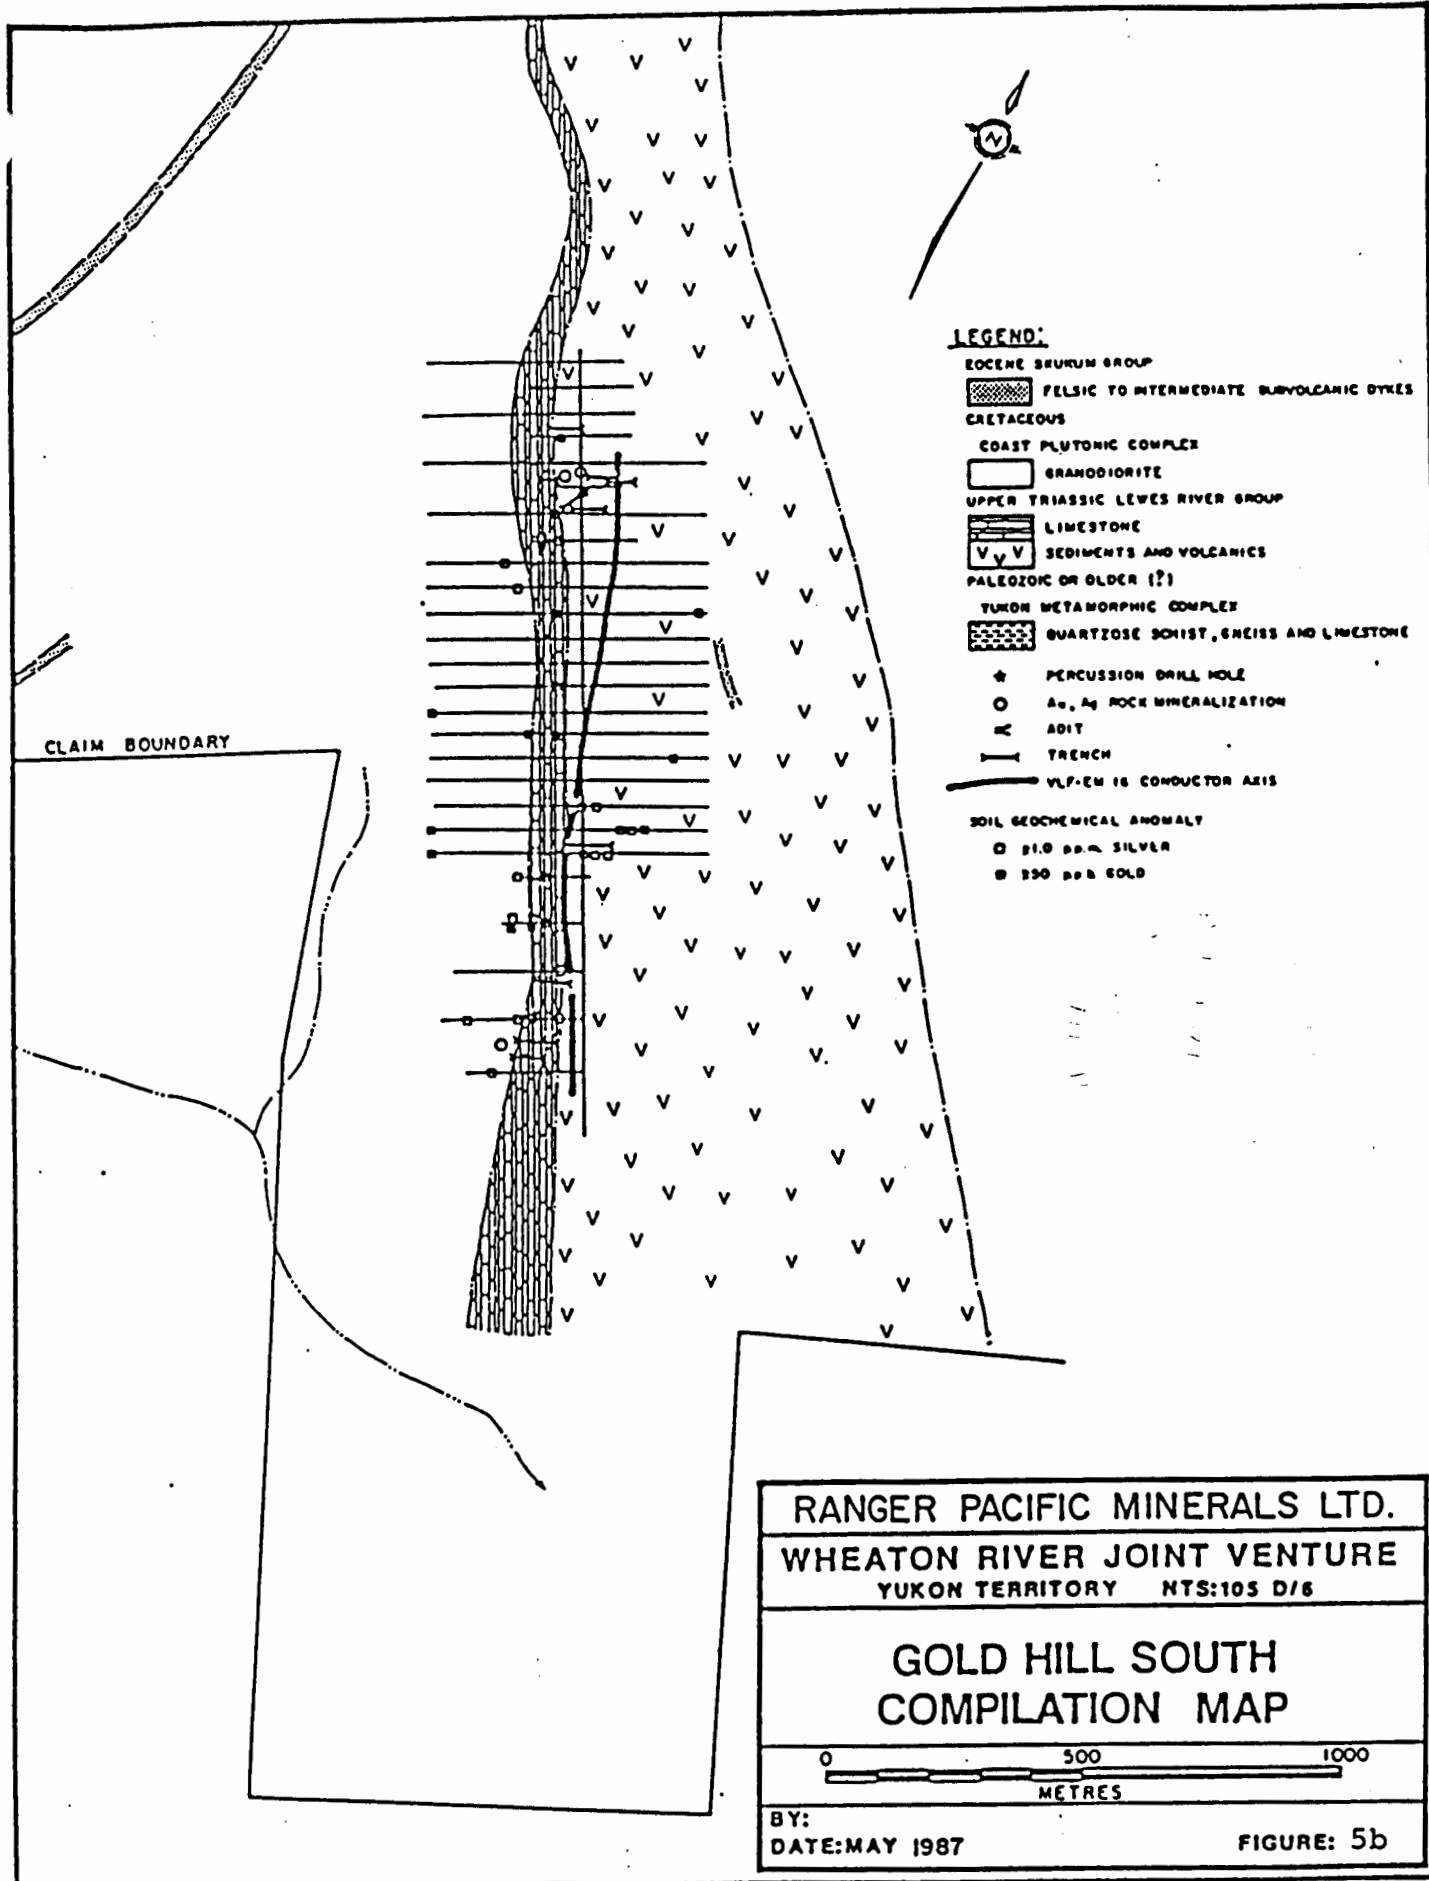 N
LEGEND:
EOCENE SKUKUM GROUP
FELSIC TO INTERMEDIATE SUBVOLCANIC DYKES
CRETACEOUS
COAST PLUTONIC COMPLEX
GRANODIORITE
UPPER TRIASSIC LEWES RIVER GROUP
LIMESTONE
V V V SEDIMENTS AND VOLCANICS
PALEOZOIC OR OLDER (?)
YUKON METAMORPHIC COMPLEX
QUARTZOSE SCHIST, GNEISS AND LIMESTONE
PERCUSSION DRILL HOLE
Au, Ag ROCK MINERALIZATION
ADIT
TRENCH
VLF-EM 16 CONDUCTOR AXIS
SOIL GEOCHEMICAL ANOMALY
ppm SILVER
ppb GOLD
CLAIM BOUNDARY
RANGER PACIFIC MINERALS LTD.
WHEATON RIVER JOINT VENTURE
YUKON TERRITORY NTS:105 D/6
GOLD HILL SOUTH
COMPILATION MAP
0 500 1000
METRES
BY:
DATE:MAY 1987 FIGURE: 5b